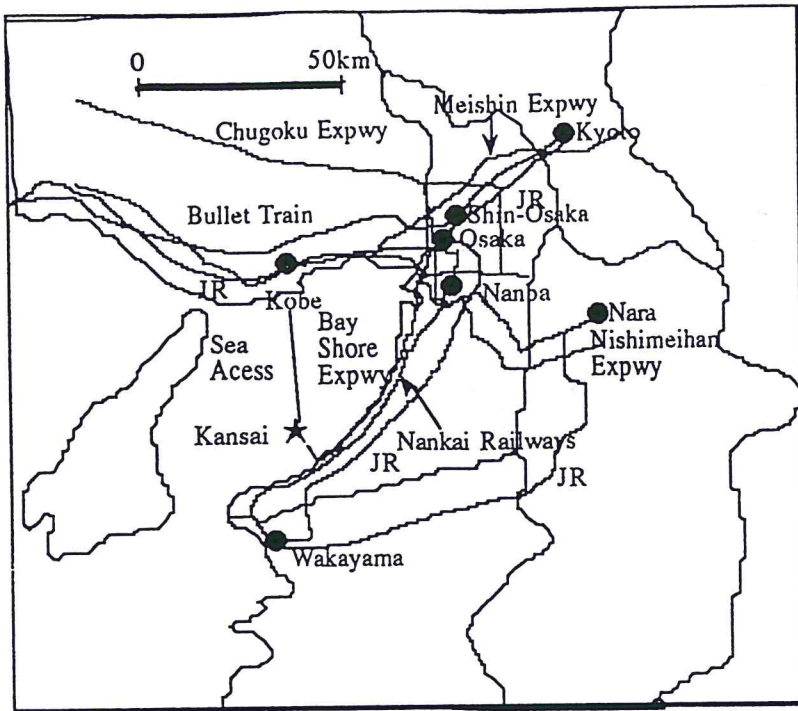 0
50km
Meishin Expwy
Kyoto
Chugoku Expwy
JR
Bullet Train
Shin-Osaka
Osaka
JR
Kobe
Nanba
Bay
Shore
Expwy
Nara
Nishimeihan
Expwy
Sea
Acess
Kansai
Nankai Railways
JR
JR
Wakayama